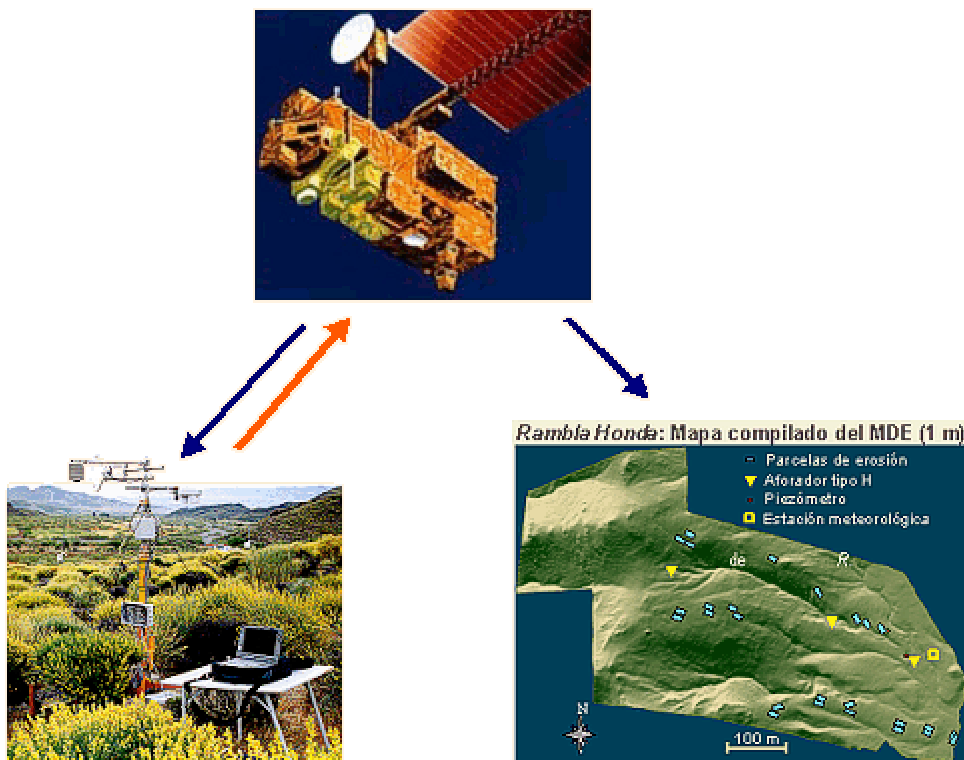 Rambla Honda: Mapa compilado del MDE (1 m)
Parcelas de erosión
Aforador tipo H
Piezómetro
Estación meteorológica
de R
N
100 m